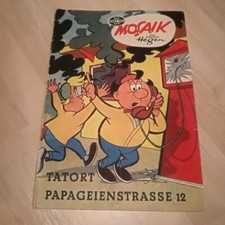 MOSAIK
von
Hannes
Hegen
TATORT
PAPAGEIENSTRASSE 12